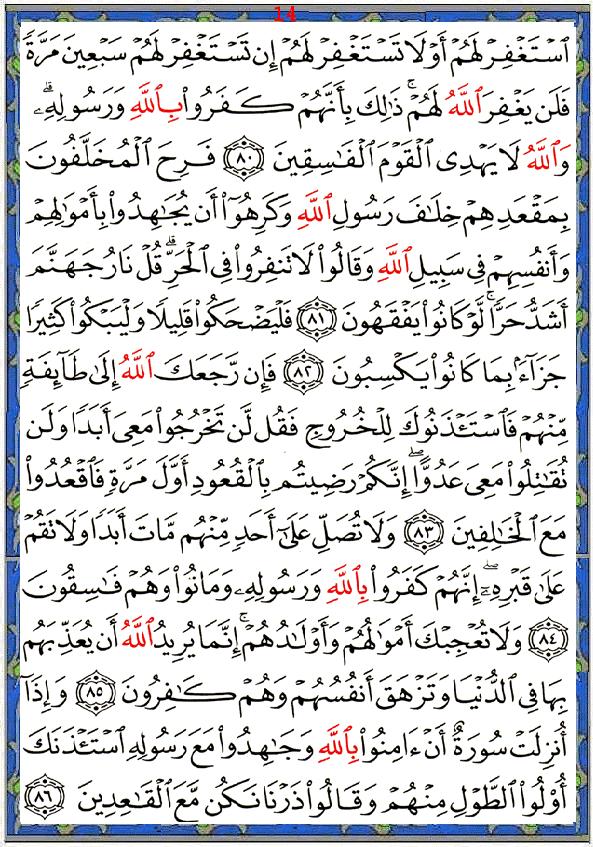 14
ٱسۡتَغۡفِرۡ لَهُمۡ أَوۡ لَا تَسۡتَغۡفِرۡ لَهُمۡ إِن تَسۡتَغۡفِرۡ لَهُمۡ سَبۡعِينَ مَرَّةٗ
فَلَن يَغۡفِرَ ٱللَّهُ لَهُمۡۚ ذَٰلِكَ بِأَنَّهُمۡ كَفَرُواْ بِٱللَّهِ وَرَسُولِهِۦۗ
وَٱللَّهُ لَا يَهۡدِي ٱلۡقَوۡمَ ٱلۡفَٰسِقِينَ ٨٠ فَرِحَ ٱلۡمُخَلَّفُونَ
بِمَقۡعَدِهِمۡ خِلَٰفَ رَسُولِ ٱللَّهِ وَكَرِهُوٓاْ أَن يُجَٰهِدُواْ بِأَمۡوَٰلِهِمۡ
وَأَنفُسِهِمۡ فِي سَبِيلِ ٱللَّهِ وَقَالُواْ لَا تَنفِرُواْ فِي ٱلۡحَرِّۗ قُلۡ نَارُ جَهَنَّمَ
أَشَدُّ حَرّٗاۚ لَّوۡ كَانُواْ يَفۡقَهُونَ ٨١ فَلۡيَضۡحَكُواْ قَلِيلٗا وَلۡيَبۡكُواْ كَثِيرٗا
جَزَآءَۢ بِمَا كَانُواْ يَكۡسِبُونَ ٨٢ فَإِن رَّجَعَكَ ٱللَّهُ إِلَىٰ طَآئِفَةٖ
مِّنۡهُمۡ فَٱسۡتَـٔۡذَنُوكَ لِلۡخُرُوجِ فَقُل لَّن تَخۡرُجُواْ مَعِيَ أَبَدٗا وَلَن
تُقَٰتِلُواْ مَعِيَ عَدُوًّاۖ إِنَّكُمۡ رَضِيتُم بِٱلۡقُعُودِ أَوَّلَ مَرَّةٖ فَٱقۡعُدُواْ
مَعَ ٱلۡخَٰلِفِينَ ٨٣ وَلَا تُصَلِّ عَلَىٰٓ أَحَدٖ مِّنۡهُم مَّاتَ أَبَدٗا وَلَا تَقُمۡ
عَلَىٰ قَبۡرِهِۦٓۖ إِنَّهُمۡ كَفَرُواْ بِٱللَّهِ وَرَسُولِهِۦ وَمَاتُواْ وَهُمۡ فَٰسِقُونَ
٨٤ وَلَا تُعۡجِبۡكَ أَمۡوَٰلُهُمۡ وَأَوۡلَٰدُهُمۡۚ إِنَّمَا يُرِيدُ ٱللَّهُ أَن يُعَذِّبَهُم
بِهَا فِي ٱلدُّنۡيَا وَتَزۡهَقَ أَنفُسُهُمۡ وَهُمۡ كَٰفِرُونَ ٨٥ وَإِذَآ
أُنزِلَتۡ سُورَةٌ أَنۡ ءَامِنُواْ بِٱللَّهِ وَجَٰهِدُواْ مَعَ رَسُولِهِ ٱسۡتَـٔۡذَنَكَ
أُوْلُواْ ٱلطَّوۡلِ مِنۡهُمۡ وَقَالُواْ ذَرۡنَا نَكُن مَّعَ ٱلۡقَٰعِدِينَ ٨٦